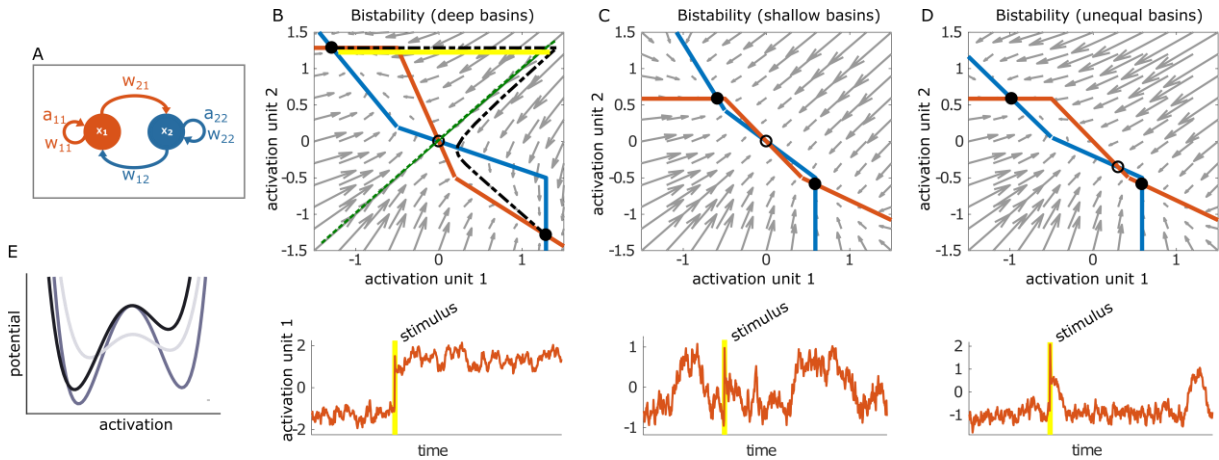 A
w21
a11
w11
x1
x2
a22
w22
w12
B
Bistability (deep basins)
activation unit 2
1.5
1
0.5
0
-0.5
-1
-1.5
-1
0
1
activation unit 1
C
Bistability (shallow basins)
activation unit 2
1.5
1
0.5
0
-0.5
-1
-1.5
-1
0
1
activation unit 1
D
Bistability (unequal basins)
activation unit 2
1.5
1
0.5
0
-0.5
-1
-1.5
-1
0
1
activation unit 1
E
potential
activation
activation unit 1
2
1
0
-1
-2
stimulus
time
1
0
-1
stimulus
time
2
1
0
-1
stimulus
time